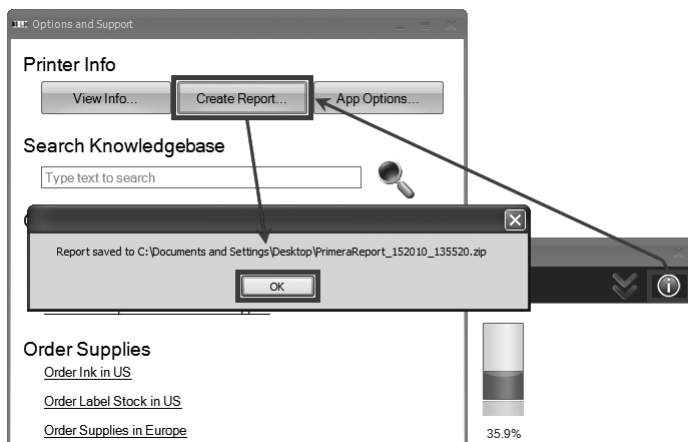 Options and Support
Printer Info
View Info...
Create Report...
App Options...
Search Knowledgebase
Type text to search
Report saved to C:\Documents and Settings\Desktop\PrimeraReport_152010_135520.zip
OK
Order Supplies
Order Ink in US
Order Label Stock in US
Order Supplies in Europe
35.9%